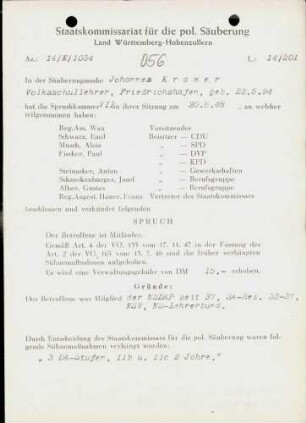 Staatskommissariat für die pol. Säuberung
Land Württemberg-Hohenzollern
Az.: 14/K/1034
056
L: 14/201
In der Säuberungssache Johannes Kramer
Volksschullehrer, Friedrichshafen, geb. 22.5.94
hat die Spruchkammer VIIa in ihrer Sitzung am 20.6.48, an welcher
teilgenommen haben:
Reg.Ass. Wax Vorsitzender
Schwarz, Emil Beisitzer — CDU
Munch, Alois — SPD
Fischer, Paul — DVP
— KPD
Steinacher, Anton — Gewerkschaften
Schneckenburger, Josef — Berufsgruppe
Alber, Gustav — Berufsgruppe
Reg.Angest. Hamer, Franz Vertreter des Staatskommissars
beschlossen und verkündet folgenden
SPRUCH
Der Betroffene ist Mitläufer.
Gemäß Art. 4 der VO. 133 vom 17. 11. 47 in der Fassung des
Art. 2 der VO. 165 vom 13. 7. 48 sind die früher verhängten
Sühnemaßnahmen aufgehoben.
Es wird eine Verwaltungsgebühr von DM 15.— erhoben.
Gründe:
Der Betroffene war Mitglied der NSDAP seit 37, SA-Res. 33-37,
NSV, NS-Lehrerbund.
Durch Entscheidung des Staatskommissars für die pol. Säuberung waren fol-
gende Sühnemaßnahmen verhängt worden:
" 3 DA-Stufen, 11b u. 11c 2 Jahre."